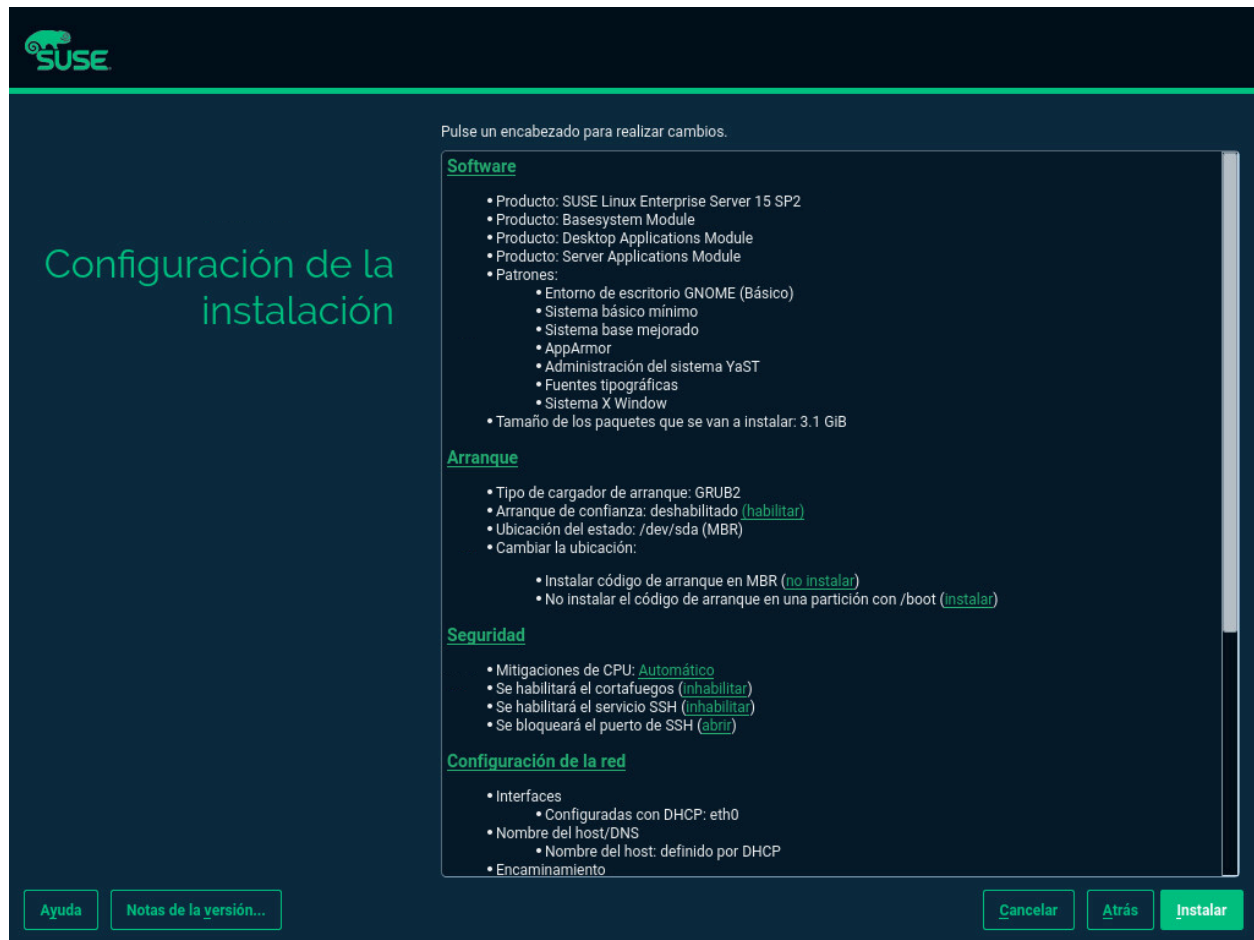 SUSE
Pulse un encabezado para realizar cambios.
Configuración de la
instalación
Software
• Producto: SUSE Linux Enterprise Server 15 SP2
• Producto: Basesystem Module
• Producto: Desktop Applications Module
• Producto: Server Applications Module
• Patrones:
• Entorno de escritorio GNOME (Básico)
• Sistema básico mínimo
• Sistema base mejorado
• AppArmor
• Administración del sistema YaST
• Fuentes tipográficas
• Sistema X Window
• Tamaño de los paquetes que se van a instalar: 3.1 GiB
Arranque
• Tipo de cargador de arranque: GRUB2
• Arranque de confianza: deshabilitado (habilitar)
• Ubicación del estado: /dev/sda (MBR)
• Cambiar la ubicación:
• Instalar código de arranque en MBR (no instalar)
• No instalar el código de arranque en una partición con /boot (instalar)
Seguridad
• Mitigaciones de CPU: Automático
• Se habilitará el cortafuegos (inhabilitar)
• Se habilitará el servicio SSH (inhabilitar)
• Se bloqueará el puerto de SSH (abrir)
Configuración de la red
• Interfaces
• Configuradas con DHCP: eth0
• Nombre del host/DNS
• Nombre del host: definido por DHCP
• Encaminamiento
Ayuda
Notas de la versión...
Cancelar
Atrás
Instalar